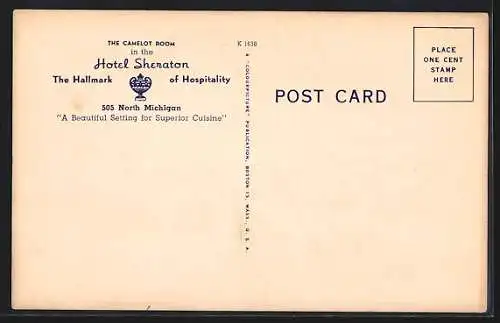 THE CAMELOT ROOM
in the
Hotel Sheraton
The Hallmark of Hospitality
505 North Michigan
"A Beautiful Setting for Superior Cuisine"
K 1638
A "COLOURPICTURE" PUBLICATION, BOSTON 15, MASS., U. S. A.
POST CARD
PLACE
ONE CENT
STAMP
HERE